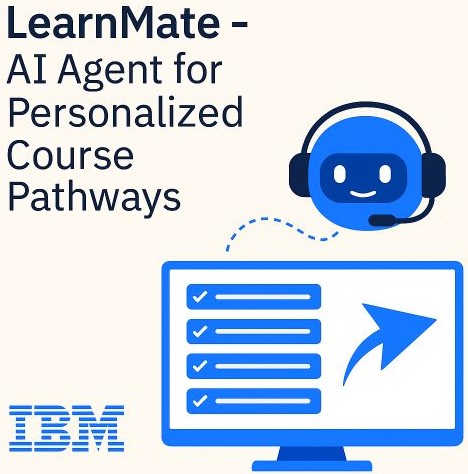 LearnMate -
AI Agent for
Personalized
Course
Pathways
IBM